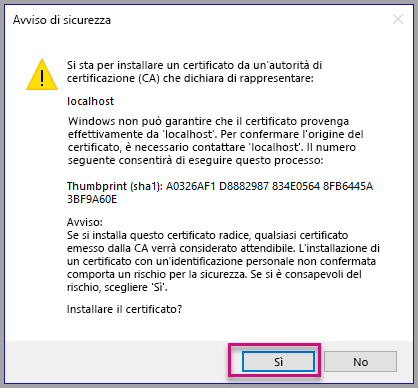 Avviso di sicurezza
Si sta per installare un certificato da un'autorità di
certificazione (CA) che dichiara di rappresentare:
localhost
Windows non può garantire che il certificato provenga
effettivamente da 'localhost'. Per confermare l'origine del
certificato, è necessario contattare 'localhost'. Il numero
seguente consentirà di eseguire questo processo:
Thumbprint (sha1): A0326AF1 D8882987 834E0564 8FB6445A
3BF9A60E
Avviso:
Se si installa questo certificato radice, qualsiasi certificato
emesso dalla CA verrà considerato attendibile. L'installazione di
un certificato con un'identificazione personale non confermata
comporta un rischio per la sicurezza. Se si è consapevoli del
rischio, scegliere 'Sì'.
Installare il certificato?
Sì No